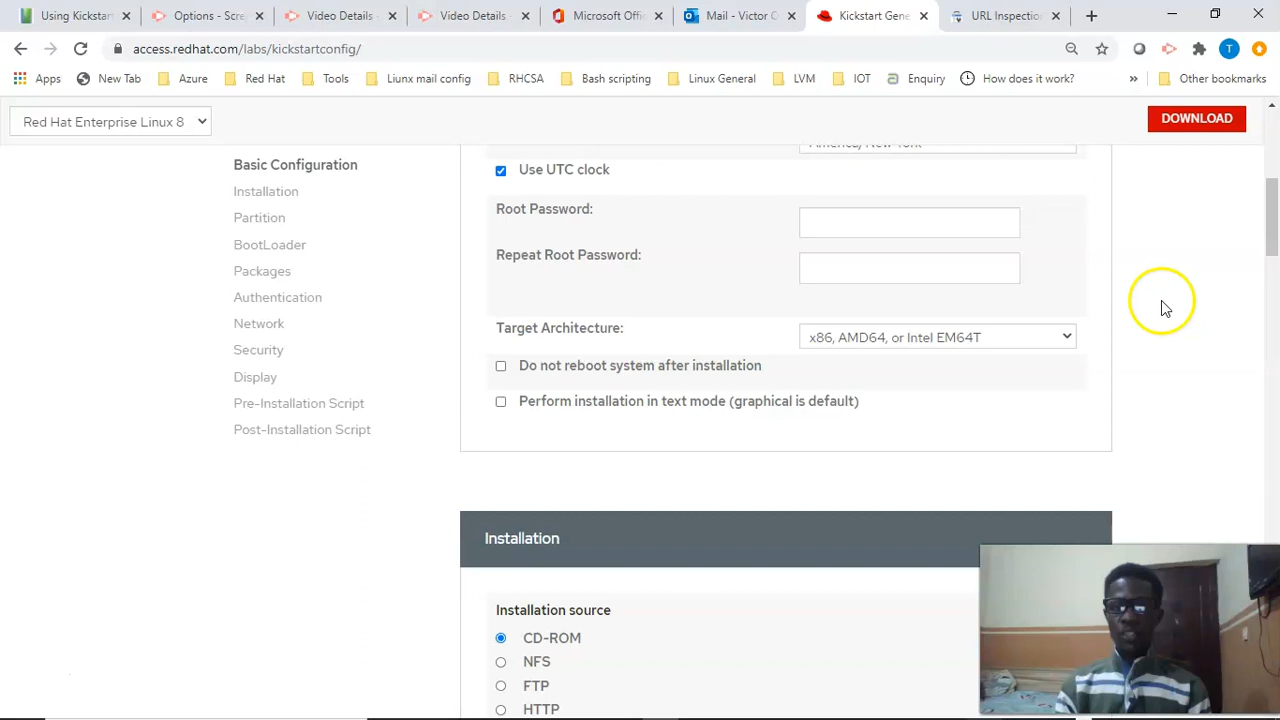 Using Kickstar
Options - Scre
Video Details -
Video Details -
Microsoft Offic
Mail - Victor O
Kickstart Gene
URL Inspection
access.redhat.com/labs/kickstartconfig/
T
Apps
New Tab
Azure
Red Hat
Tools
Liunx mail config
RHCSA
Bash scripting
Linux General
LVM
IOT
Enquiry
How does it work?
»
Other bookmarks
Red Hat Enterprise Linux 8
DOWNLOAD
Basic Configuration
Installation
Partition
BootLoader
Packages
Authentication
Network
Security
Display
Pre-Installation Script
Post-Installation Script
America/New York
Use UTC clock
Root Password:
Repeat Root Password:
Target Architecture:
x86, AMD64, or Intel EM64T
Do not reboot system after installation
Perform installation in text mode (graphical is default)
Installation
Installation source
CD-ROM
NFS
FTP
HTTP